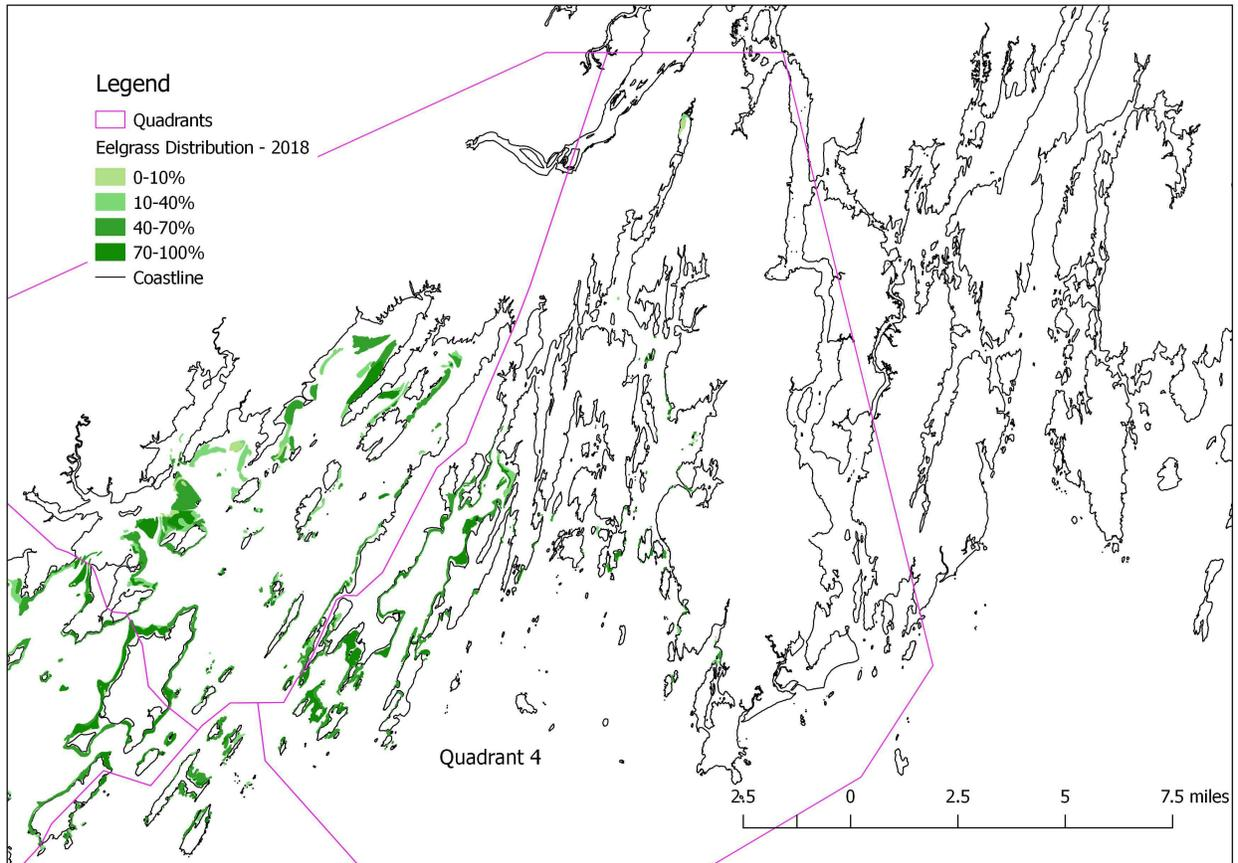 Legend
Quadrants
Eelgrass Distribution - 2018
0-10%
10-40%
40-70%
70-100%
Coastline
Quadrant 4
2.5 0 2.5 5 7.5 miles